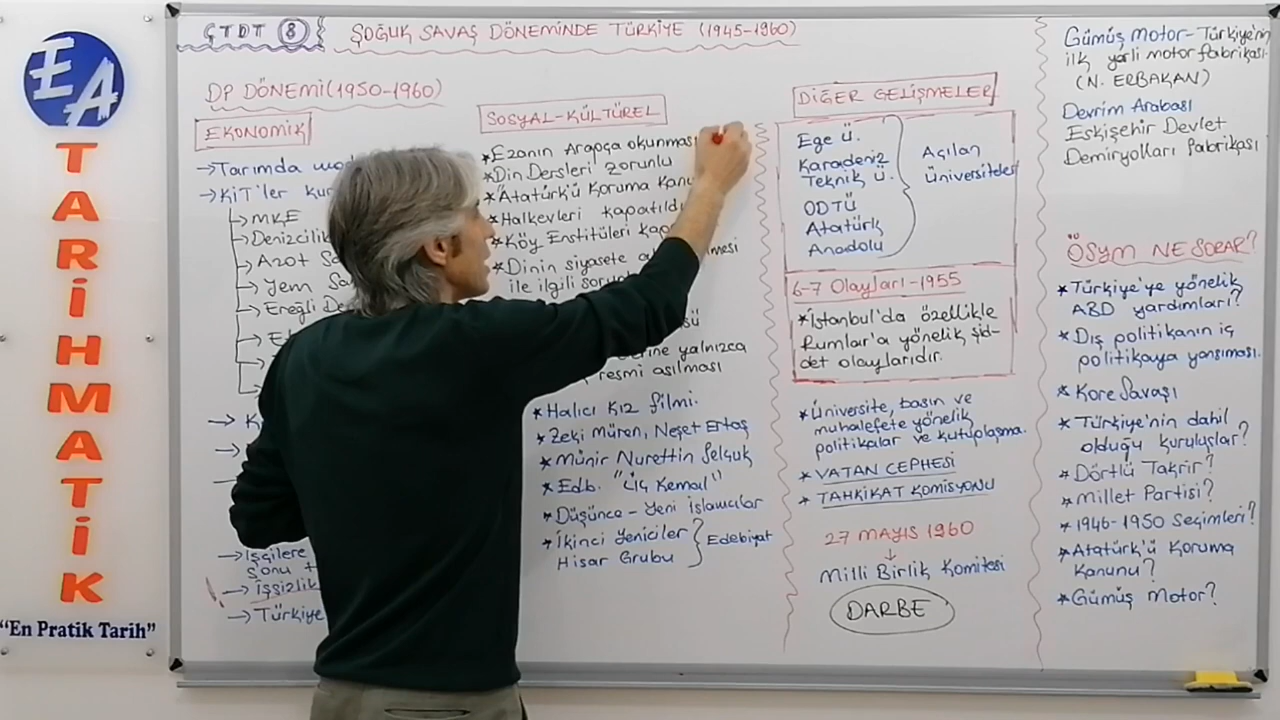 EA
TARİHMATİK
"En Pratik Tarih"
ÇTDT 8
SOĞUK SAVAŞ DÖNEMİNDE TÜRKİYE (1945-1960)
DP DÖNEMİ (1950-1960)
EKONOMİK
→Tarımda
→KİT'ler
→MKE
→Denizcilik
→Azot
→Yem
→Ereğli
→İşçilere
sonu
→İşsizlik
→Türkiye
SOSYAL-KÜLTÜREL
*Ezanın Arapça okunması
*Din Dersleri zorunlu
*Atatürk'ü Koruma
*Halkevleri
*Köy Enstitüleri
*Dinin siyasete
ile ilgili
yalnızca
resmi asılması
*Halıcı Kız filmi.
*Zeki Müren, Neşet Ertaş
*Münir Nurettin Selçuk
*Edb. "Üç Kemal"
*Düşünce-Yeni İslamcılar
*İkinci Yeniciler
Hisar Grubu } Edebiyat
DİĞER GELİŞMELER
Ege Ü.
Karadeniz
Teknik Ü.
ODTÜ
Atatürk
Anadolu
Açılan
üniversiteler
6-7 Olayları-1955
*İstanbul'da özellikle
Rumlar'a yönelik şid-
det olaylarıdır.
*Üniversite, basın ve
muhalefete yönelik
politikalar ve kutuplaşma.
*VATAN CEPHESİ
*TAHKİKAT KOMİSYONU
27 MAYIS 1960
↓
Milli Birlik Komitesi
DARBE
Gümüş Motor-Türkiye'nin
ilk yerli motor fabrikası.
(N. ERBAKAN)
Devrim Arabası
Eskişehir Devlet
Demiryolları Fabrikası
ÖSYM NE SORAR?
*Türkiye'ye yönelik
ABD yardımları?
*Dış politikanın iç
politikaya yansıması.
*Kore Savaşı
*Türkiye'nin dahil
olduğu kuruluşlar?
*Dörtlü Takrir?
*Millet Partisi?
*1946-1950 Seçimleri?
*Atatürk'ü Koruma
Kanunu?
*Gümüş Motor?